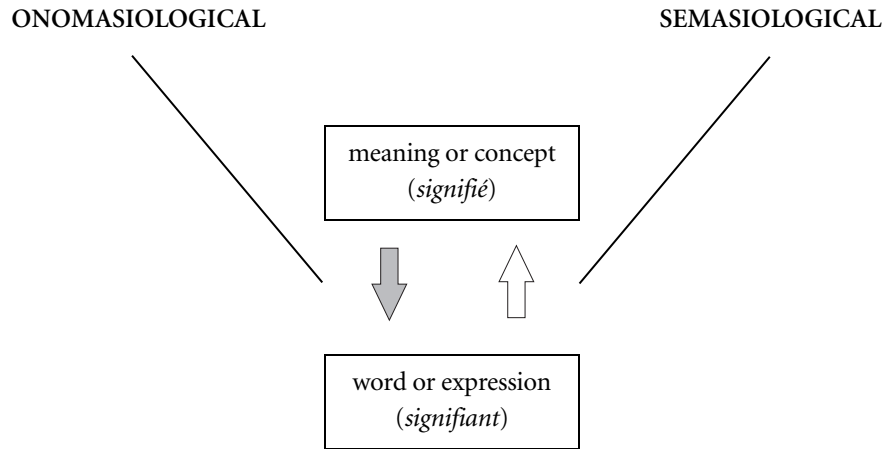 ONOMASIOLOGICAL
SEMASIOLOGICAL
meaning or concept
(signifié)
word or expression
(signifiant)